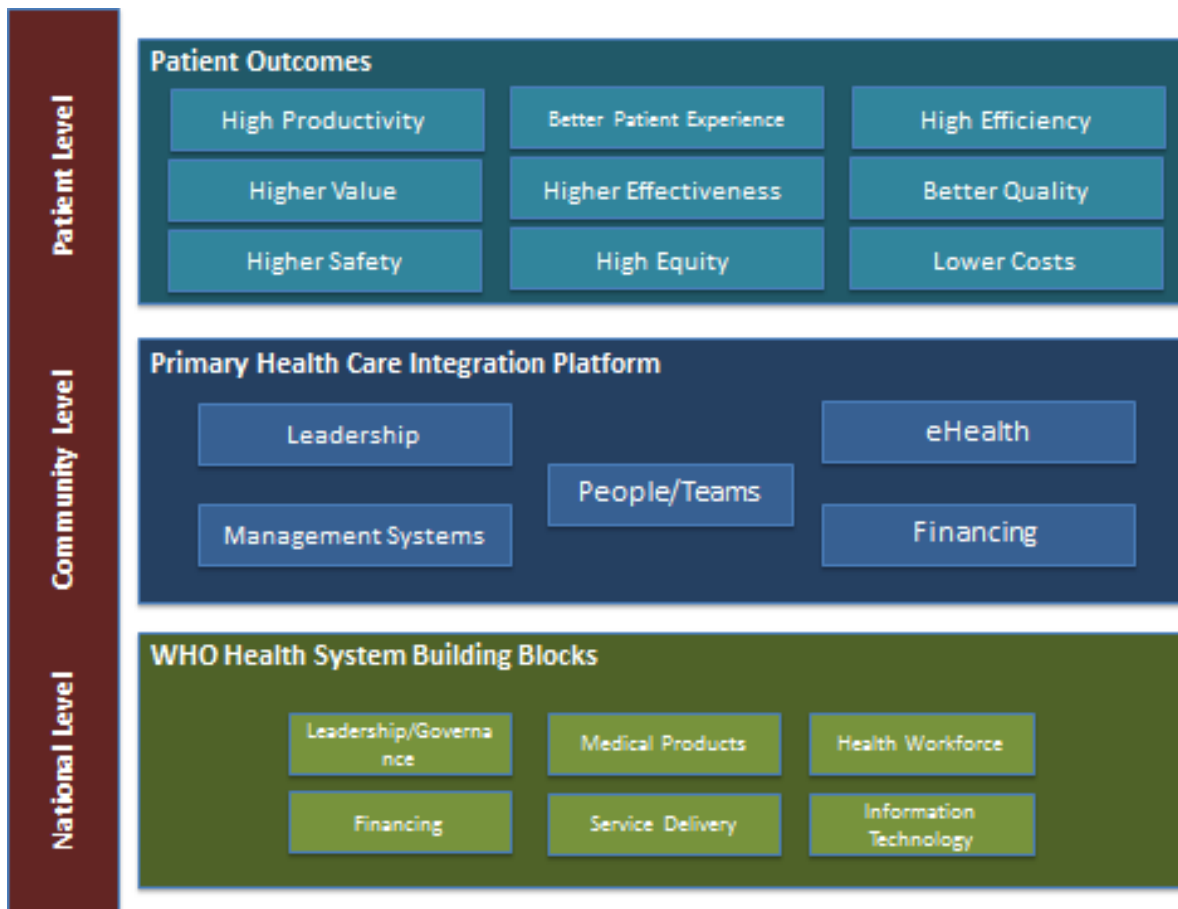 Patient Level
Patient Outcomes
High Productivity
Better Patient Experience
High Efficiency
Higher Value
Higher Effectiveness
Better Quality
Higher Safety
High Equity
Lower Costs
Community Level
Primary Health Care Integration Platform
Leadership
eHealth
People/Teams
Management Systems
Financing
National Level
WHO Health System Building Blocks
Leadership/Governa
nce
Medical Products
Health Workforce
Financing
Service Delivery
Information
Technology